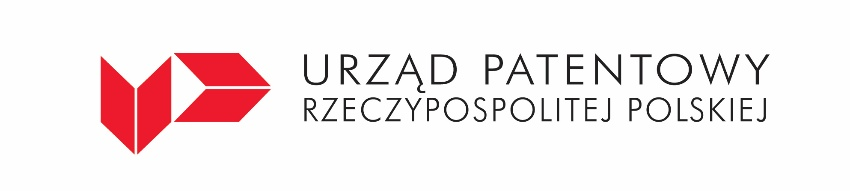 URZĄD PATENTOWY
RZECZYPOSPOLITEJ POLSKIEJ